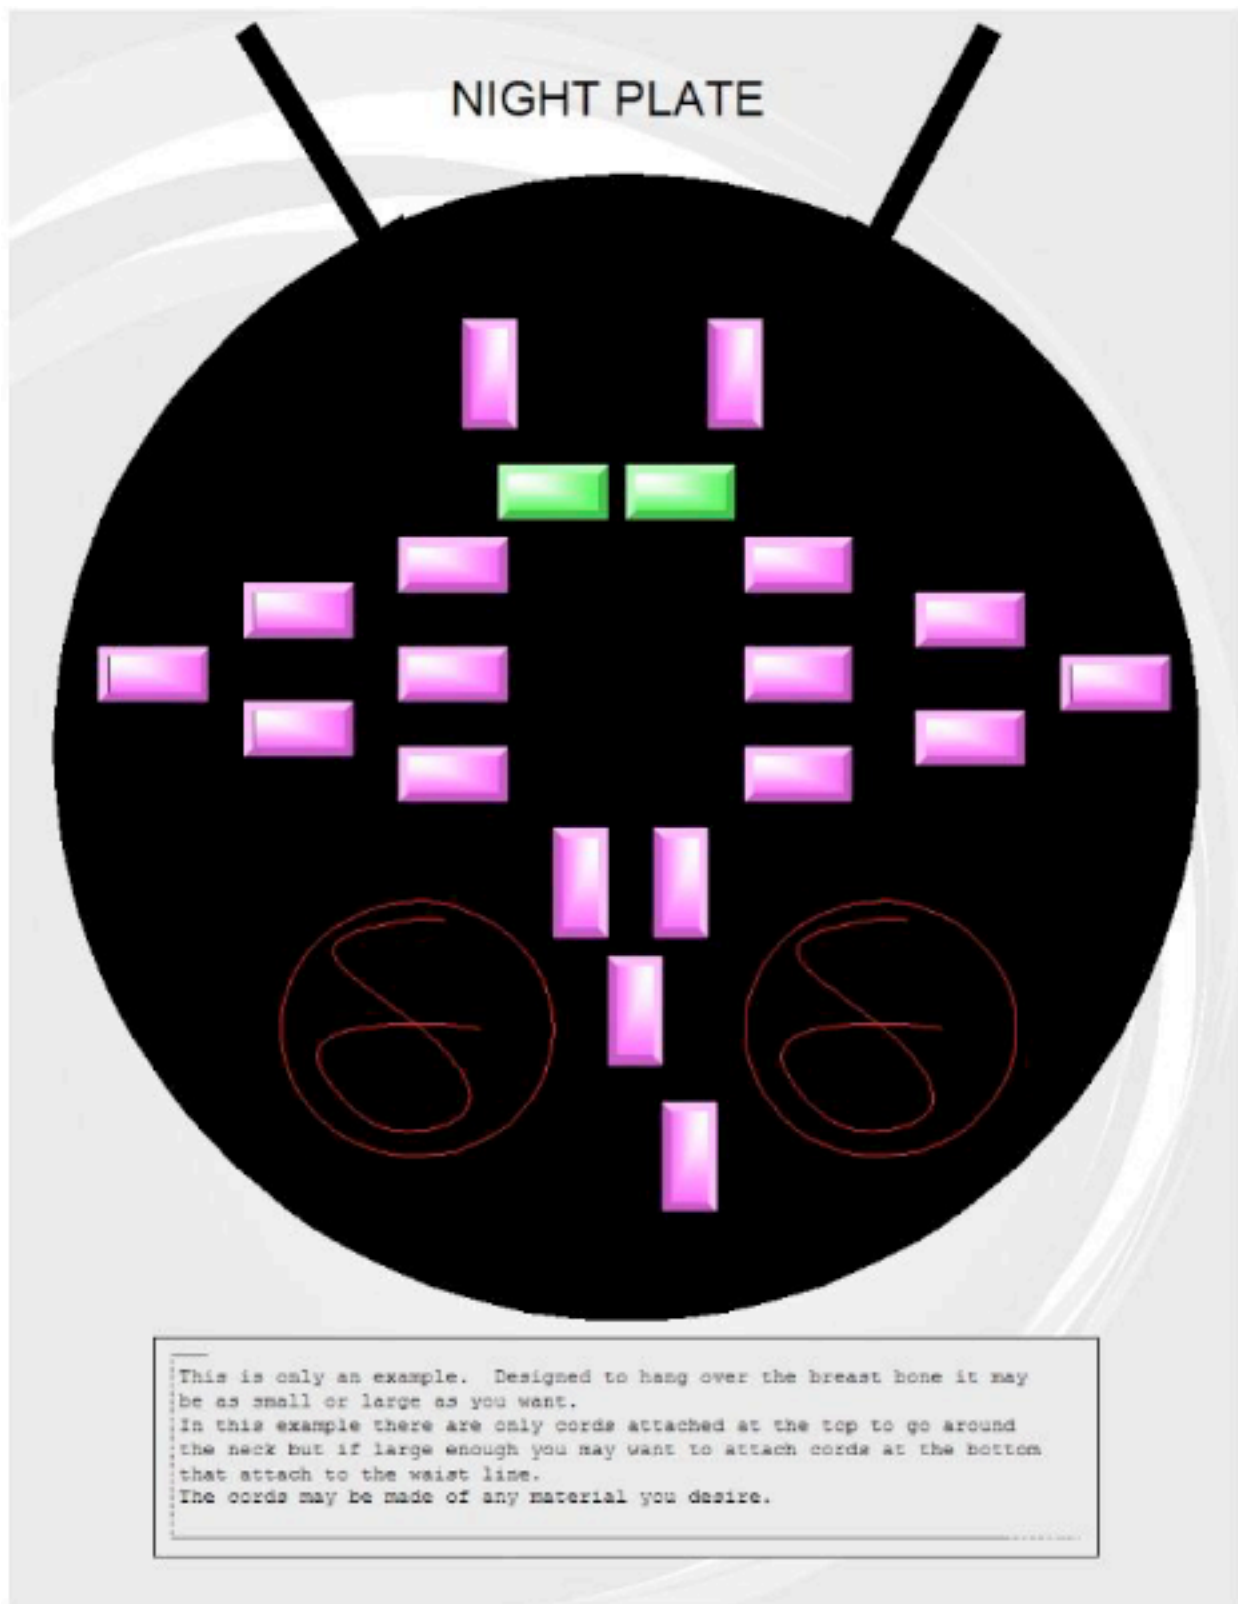 NIGHT PLATE
This is only an example.  Designed to hang over the breast bone it may
be as small or large as you want.
In this example there are only cords attached at the top to go around
the neck but if large enough you may want to attach cords at the bottom
that attach to the waist line.
The cords may be made of any material you desire.